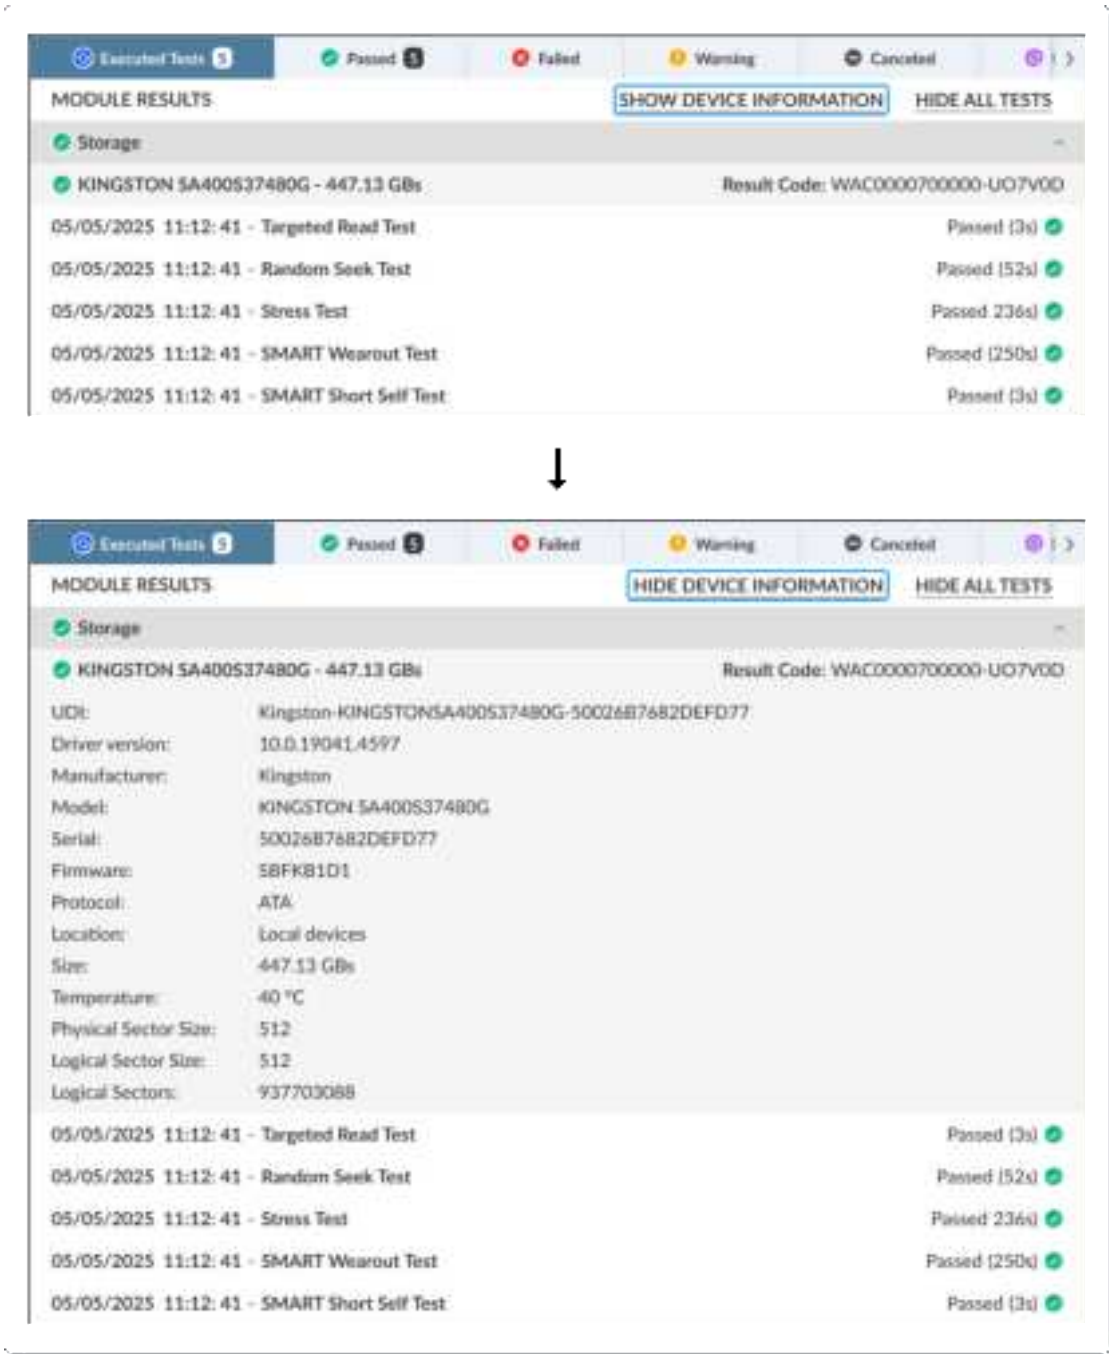 Executed Tests 5 Passed 5 Failed Warning Canceled
MODULE RESULTS SHOW DEVICE INFORMATION HIDE ALL TESTS
Storage
KINGSTON SA400S37480G - 447.13 GBs Result Code: WAC0000700000-UO7V0D
05/05/2025 11:12: 41 - Targeted Read Test Passed (3s)
05/05/2025 11:12: 41 - Random Seek Test Passed (52s)
05/05/2025 11:12: 41 - Stress Test Passed 236s)
05/05/2025 11:12: 41 - SMART Wearout Test Passed (250s)
05/05/2025 11:12: 41 - SMART Short Self Test Passed (3s)
Executed Tests 5 Passed 5 Failed Warning Canceled
MODULE RESULTS HIDE DEVICE INFORMATION HIDE ALL TESTS
Storage
KINGSTON SA400S37480G - 447.13 GBs Result Code: WAC0000700000-UO7V0D
UDI: Kingston-KINGSTONSA400S37480G-50026B7682DEFD77
Driver version: 10.0.19041.4597
Manufacturer: Kingston
Model: KINGSTON SA400S37480G
Serial: 50026B7682DEFD77
Firmware: SBFKB1D1
Protocol: ATA
Location: Local devices
Size: 447.13 GBs
Temperature: 40 °C
Physical Sector Size: 512
Logical Sector Size: 512
Logical Sectors: 937703088
05/05/2025 11:12: 41 - Targeted Read Test Passed (3s)
05/05/2025 11:12: 41 - Random Seek Test Passed (52s)
05/05/2025 11:12: 41 - Stress Test Passed 236s)
05/05/2025 11:12: 41 - SMART Wearout Test Passed (250s)
05/05/2025 11:12: 41 - SMART Short Self Test Passed (3s)